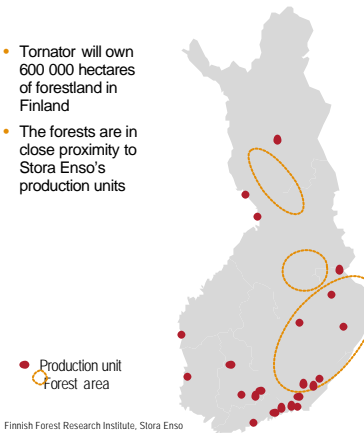 • Tornator will own
600 000 hectares
of forestland in
Finland
• The forests are in
close proximity to
Stora Enso's
production units
Production unit
Forest area
Finnish Forest Research Institute, Stora Enso